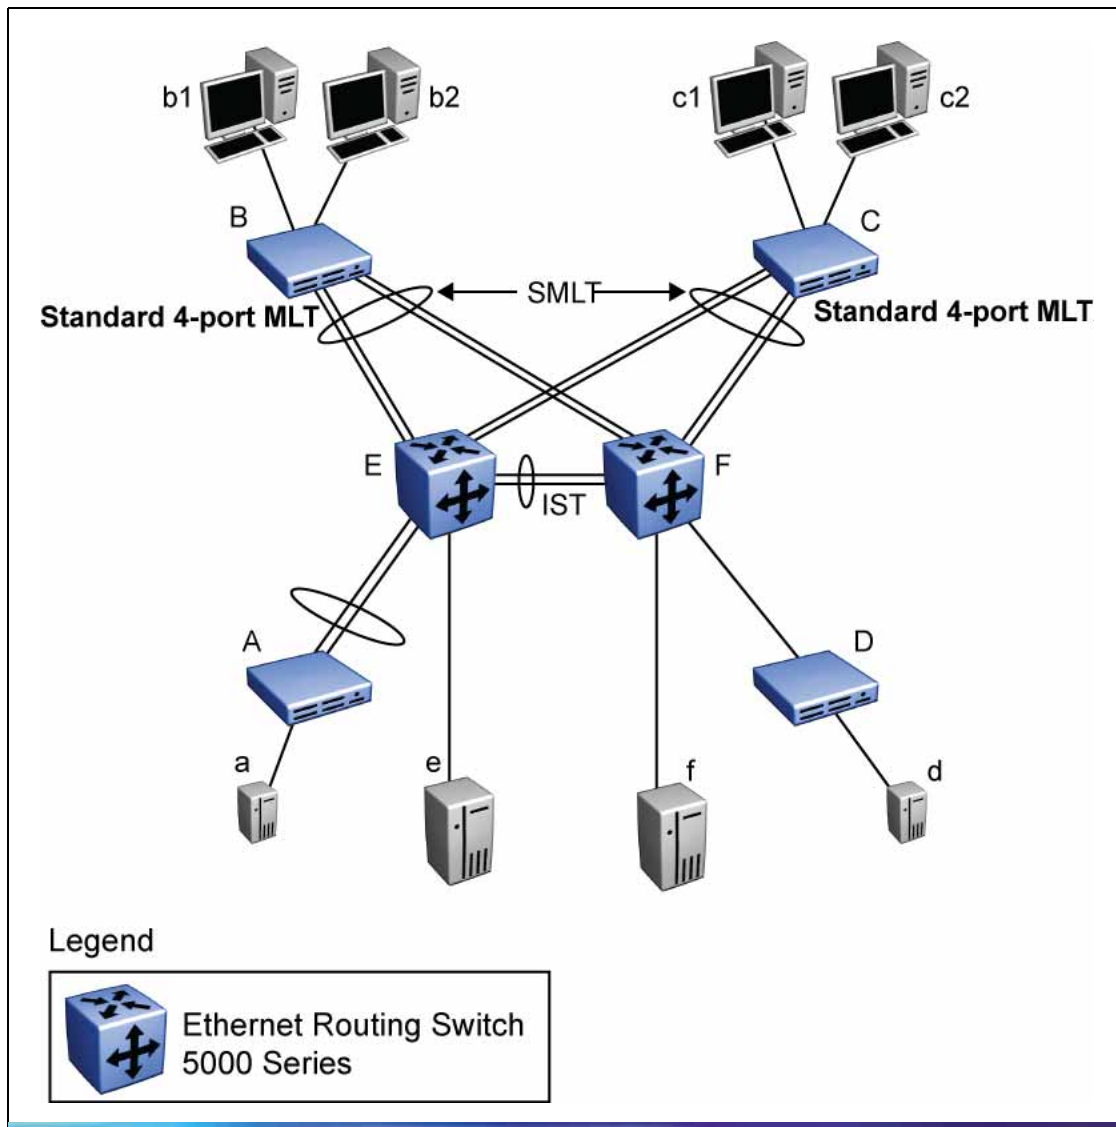 b1
b2
c1
c2
B
C
SMLT
Standard 4-port MLT
Standard 4-port MLT
E
F
IST
A
D
a
e
f
d
Legend
Ethernet Routing Switch
5000 Series